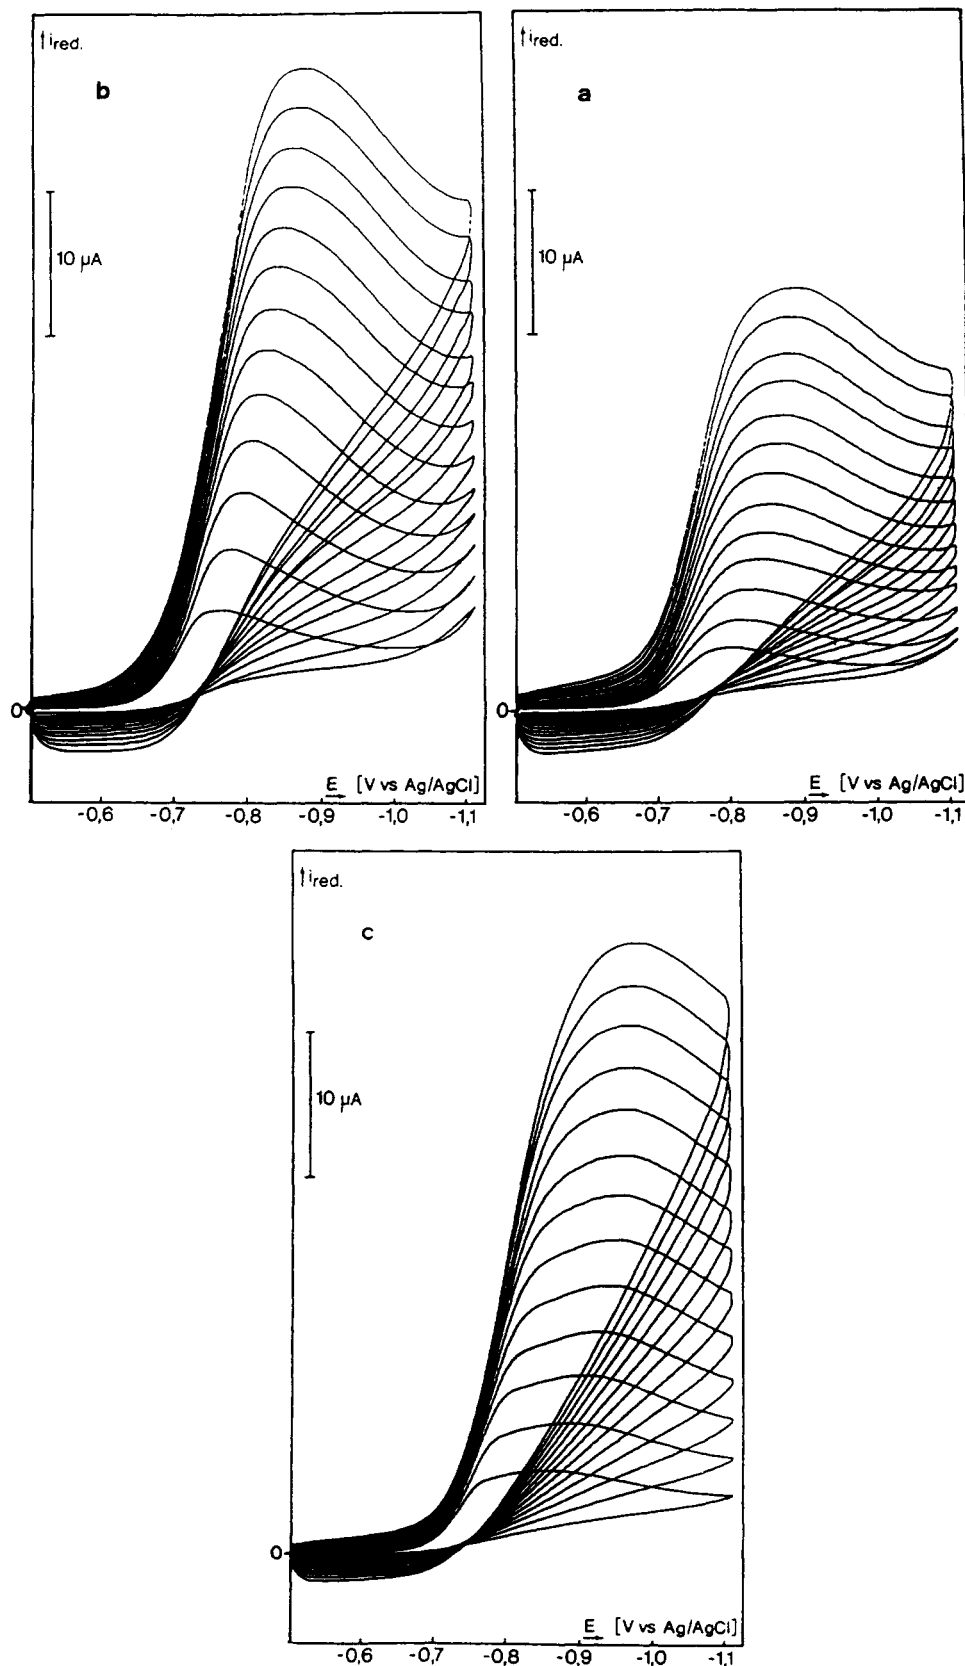 ↑ i red.
b
10 µA
0
E [V vs Ag/AgCl]
-0,6 -0,7 -0,8 -0,9 -1,0 -1,1
↑ i red.
a
10 µA
0
E [V vs Ag/AgCl]
-0,6 -0,7 -0,8 -0,9 -1,0 -1,1
↑ i red.
c
10 µA
0
E [V vs Ag/AgCl]
-0,6 -0,7 -0,8 -0,9 -1,0 -1,1